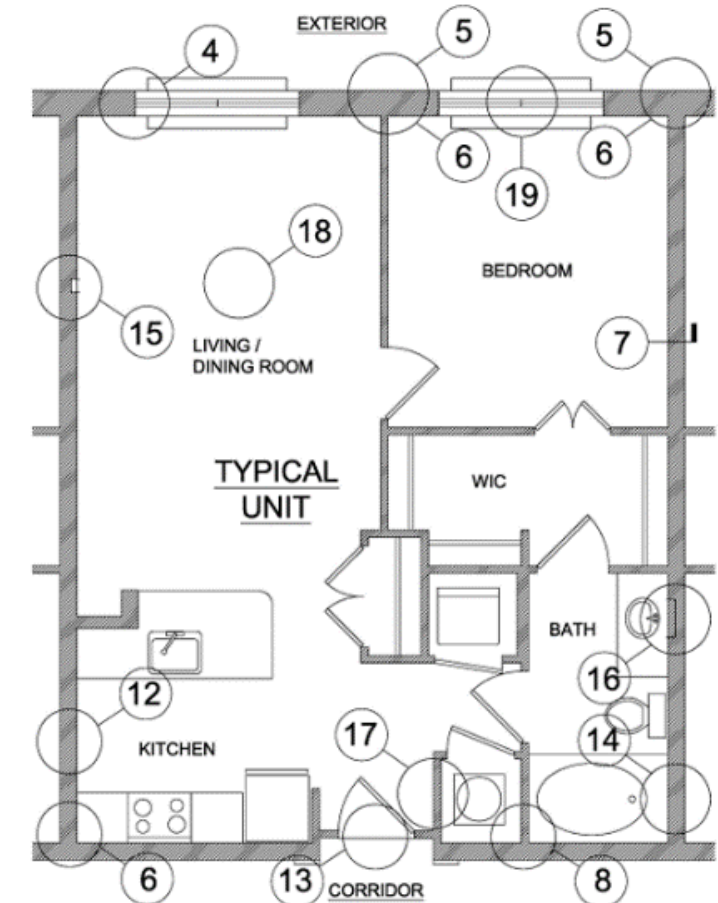 EXTERIOR
4
5
5
6
6
19
18
BEDROOM
15
7
LIVING /
DINING ROOM
TYPICAL
UNIT
WIC
BATH
12
16
KITCHEN
17
14
6
13
8
CORRIDOR